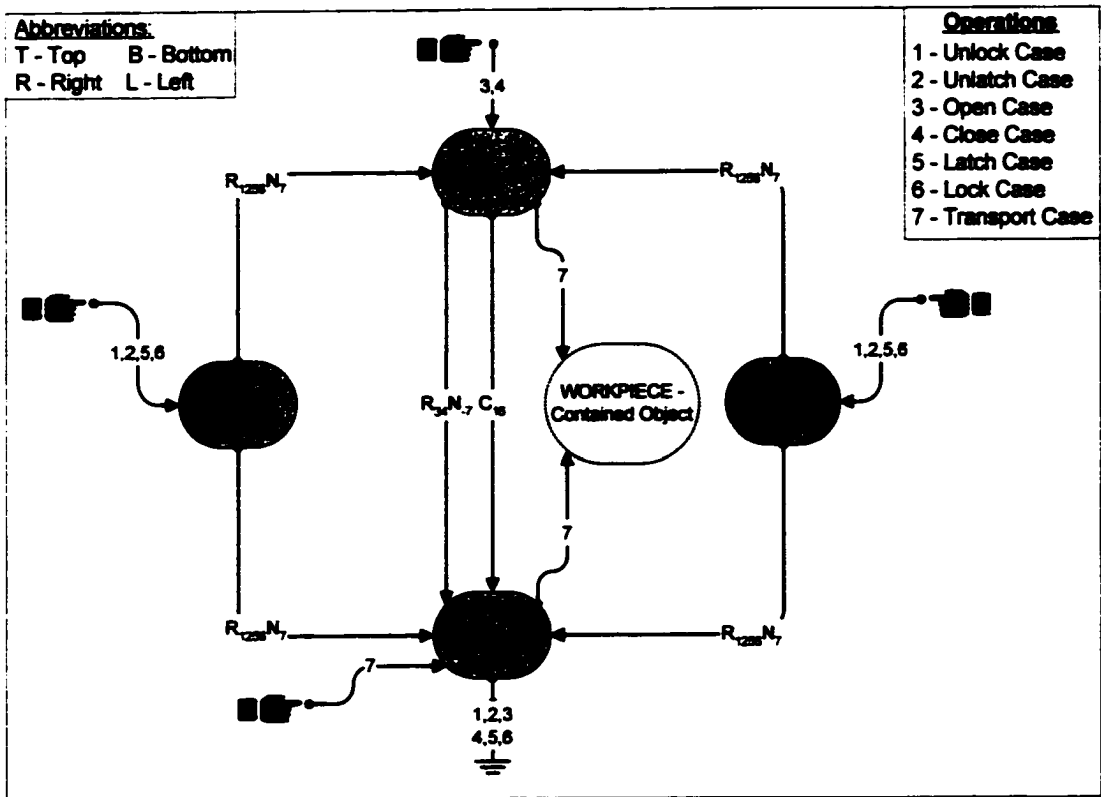 Abbreviations:
T - Top B - Bottom
R - Right L - Left
Operations
1 - Unlock Case
2 - Unlatch Case
3 - Open Case
4 - Close Case
5 - Latch Case
6 - Lock Case
7 - Transport Case
3,4
R₁₂₅₆N₇
R₁₂₅₆N₇
7
1,2,5,6
1,2,5,6
R₃₄N₋₇ C₁₆
WORKPIECE -
Contained Object
7
R₁₂₅₆N₇
R₁₂₅₆N₇
7
1,2,3
4,5,6